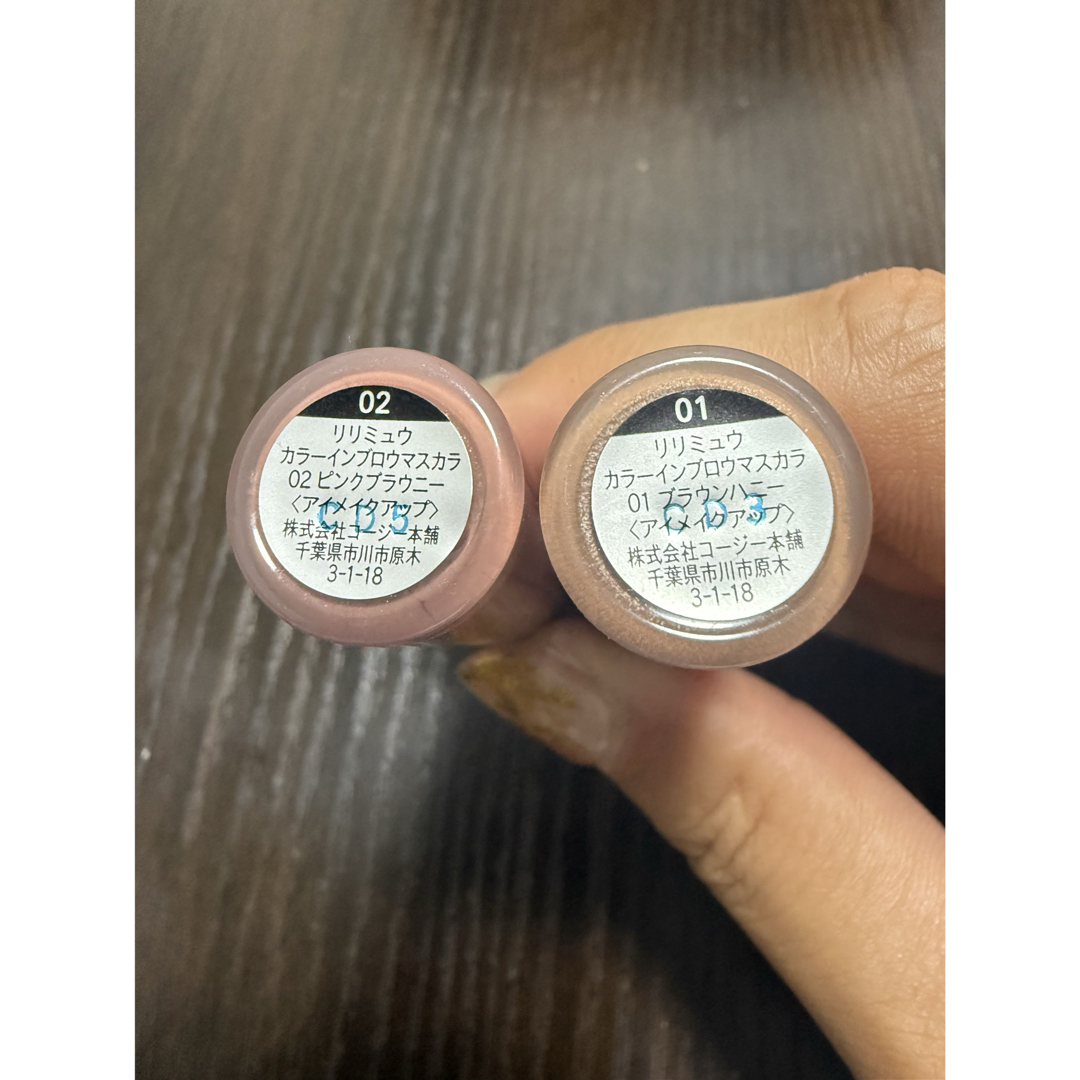 02
リリミュウ
カラーインブロウマスカラ
02 ピンクブラウニー
〈アイメイクアップ〉
CD5
株式会社コージー本舗
千葉県市川市原木
3-1-18
01
リリミュウ
カラーインブロウマスカラ
01 ブラウンハニー
〈アイメイクアップ〉
CD3
株式会社コージー本舗
千葉県市川市原木
3-1-18